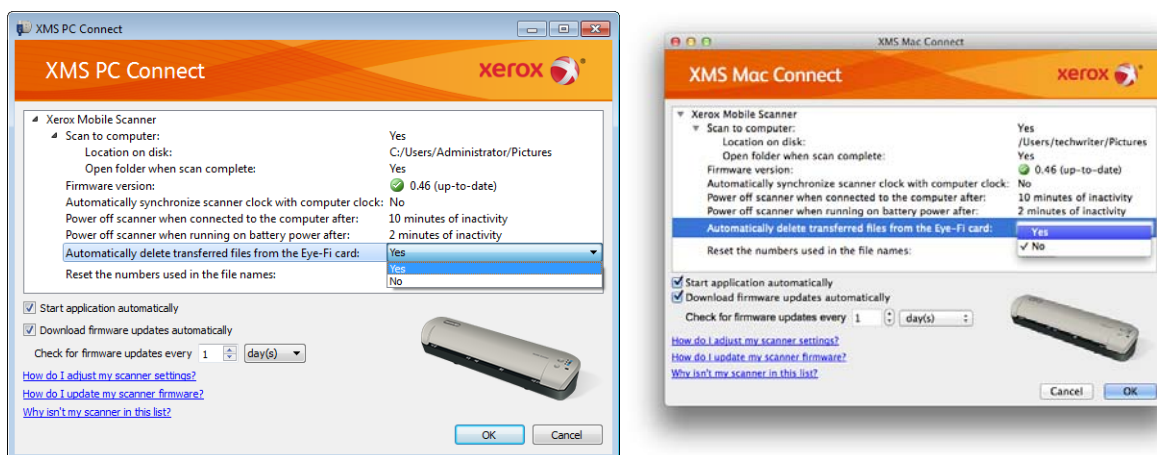 XMS PC Connect
XMS PC Connect
xerox
Xerox Mobile Scanner
Scan to computer: Yes
Location on disk: C:/Users/Administrator/Pictures
Open folder when scan complete: Yes
Firmware version: 0.46 (up-to-date)
Automatically synchronize scanner clock with computer clock: No
Power off scanner when connected to the computer after: 10 minutes of inactivity
Power off scanner when running on battery power after: 2 minutes of inactivity
Automatically delete transferred files from the Eye-Fi card: Yes
Yes
Reset the numbers used in the file names:
No
Start application automatically
Download firmware updates automatically
Check for firmware updates every 1 day(s)
How do I adjust my scanner settings?
How do I update my scanner firmware?
Why isn't my scanner in this list?
OK Cancel
XMS Mac Connect
XMS Mac Connect
xerox
Xerox Mobile Scanner
Scan to computer: Yes
Location on disk: /Users/techwriter/Pictures
Open folder when scan complete: Yes
Firmware version: 0.46 (up-to-date)
Automatically synchronize scanner clock with computer clock: No
Power off scanner when connected to the computer after: 10 minutes of inactivity
Power off scanner when running on battery power after: 2 minutes of inactivity
Automatically delete transferred files from the Eye-Fi card: Yes
Reset the numbers used in the file names: No
Start application automatically
Download firmware updates automatically
Check for firmware updates every 1 day(s)
How do I adjust my scanner settings?
How do I update my scanner firmware?
Why isn't my scanner in this list?
Cancel OK